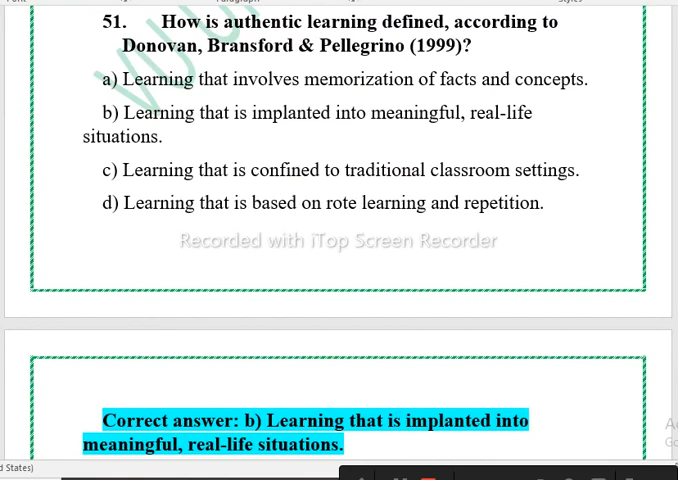 51. How is authentic learning defined, according to
Donovan, Bransford & Pellegrino (1999)?
a) Learning that involves memorization of facts and concepts.
b) Learning that is implanted into meaningful, real-life
situations.
c) Learning that is confined to traditional classroom settings.
d) Learning that is based on rote learning and repetition.
Recorded with iTop Screen Recorder
Correct answer: b) Learning that is implanted into
meaningful, real-life situations.
d States)